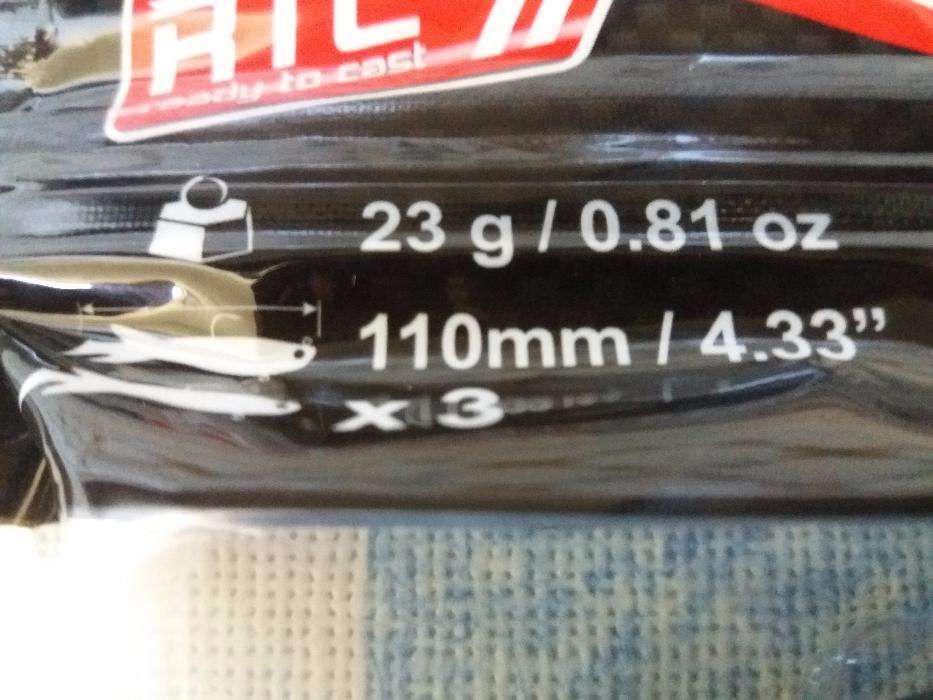 RTC
ready to cast
23 g / 0.81 oz
110mm / 4.33”
x 3